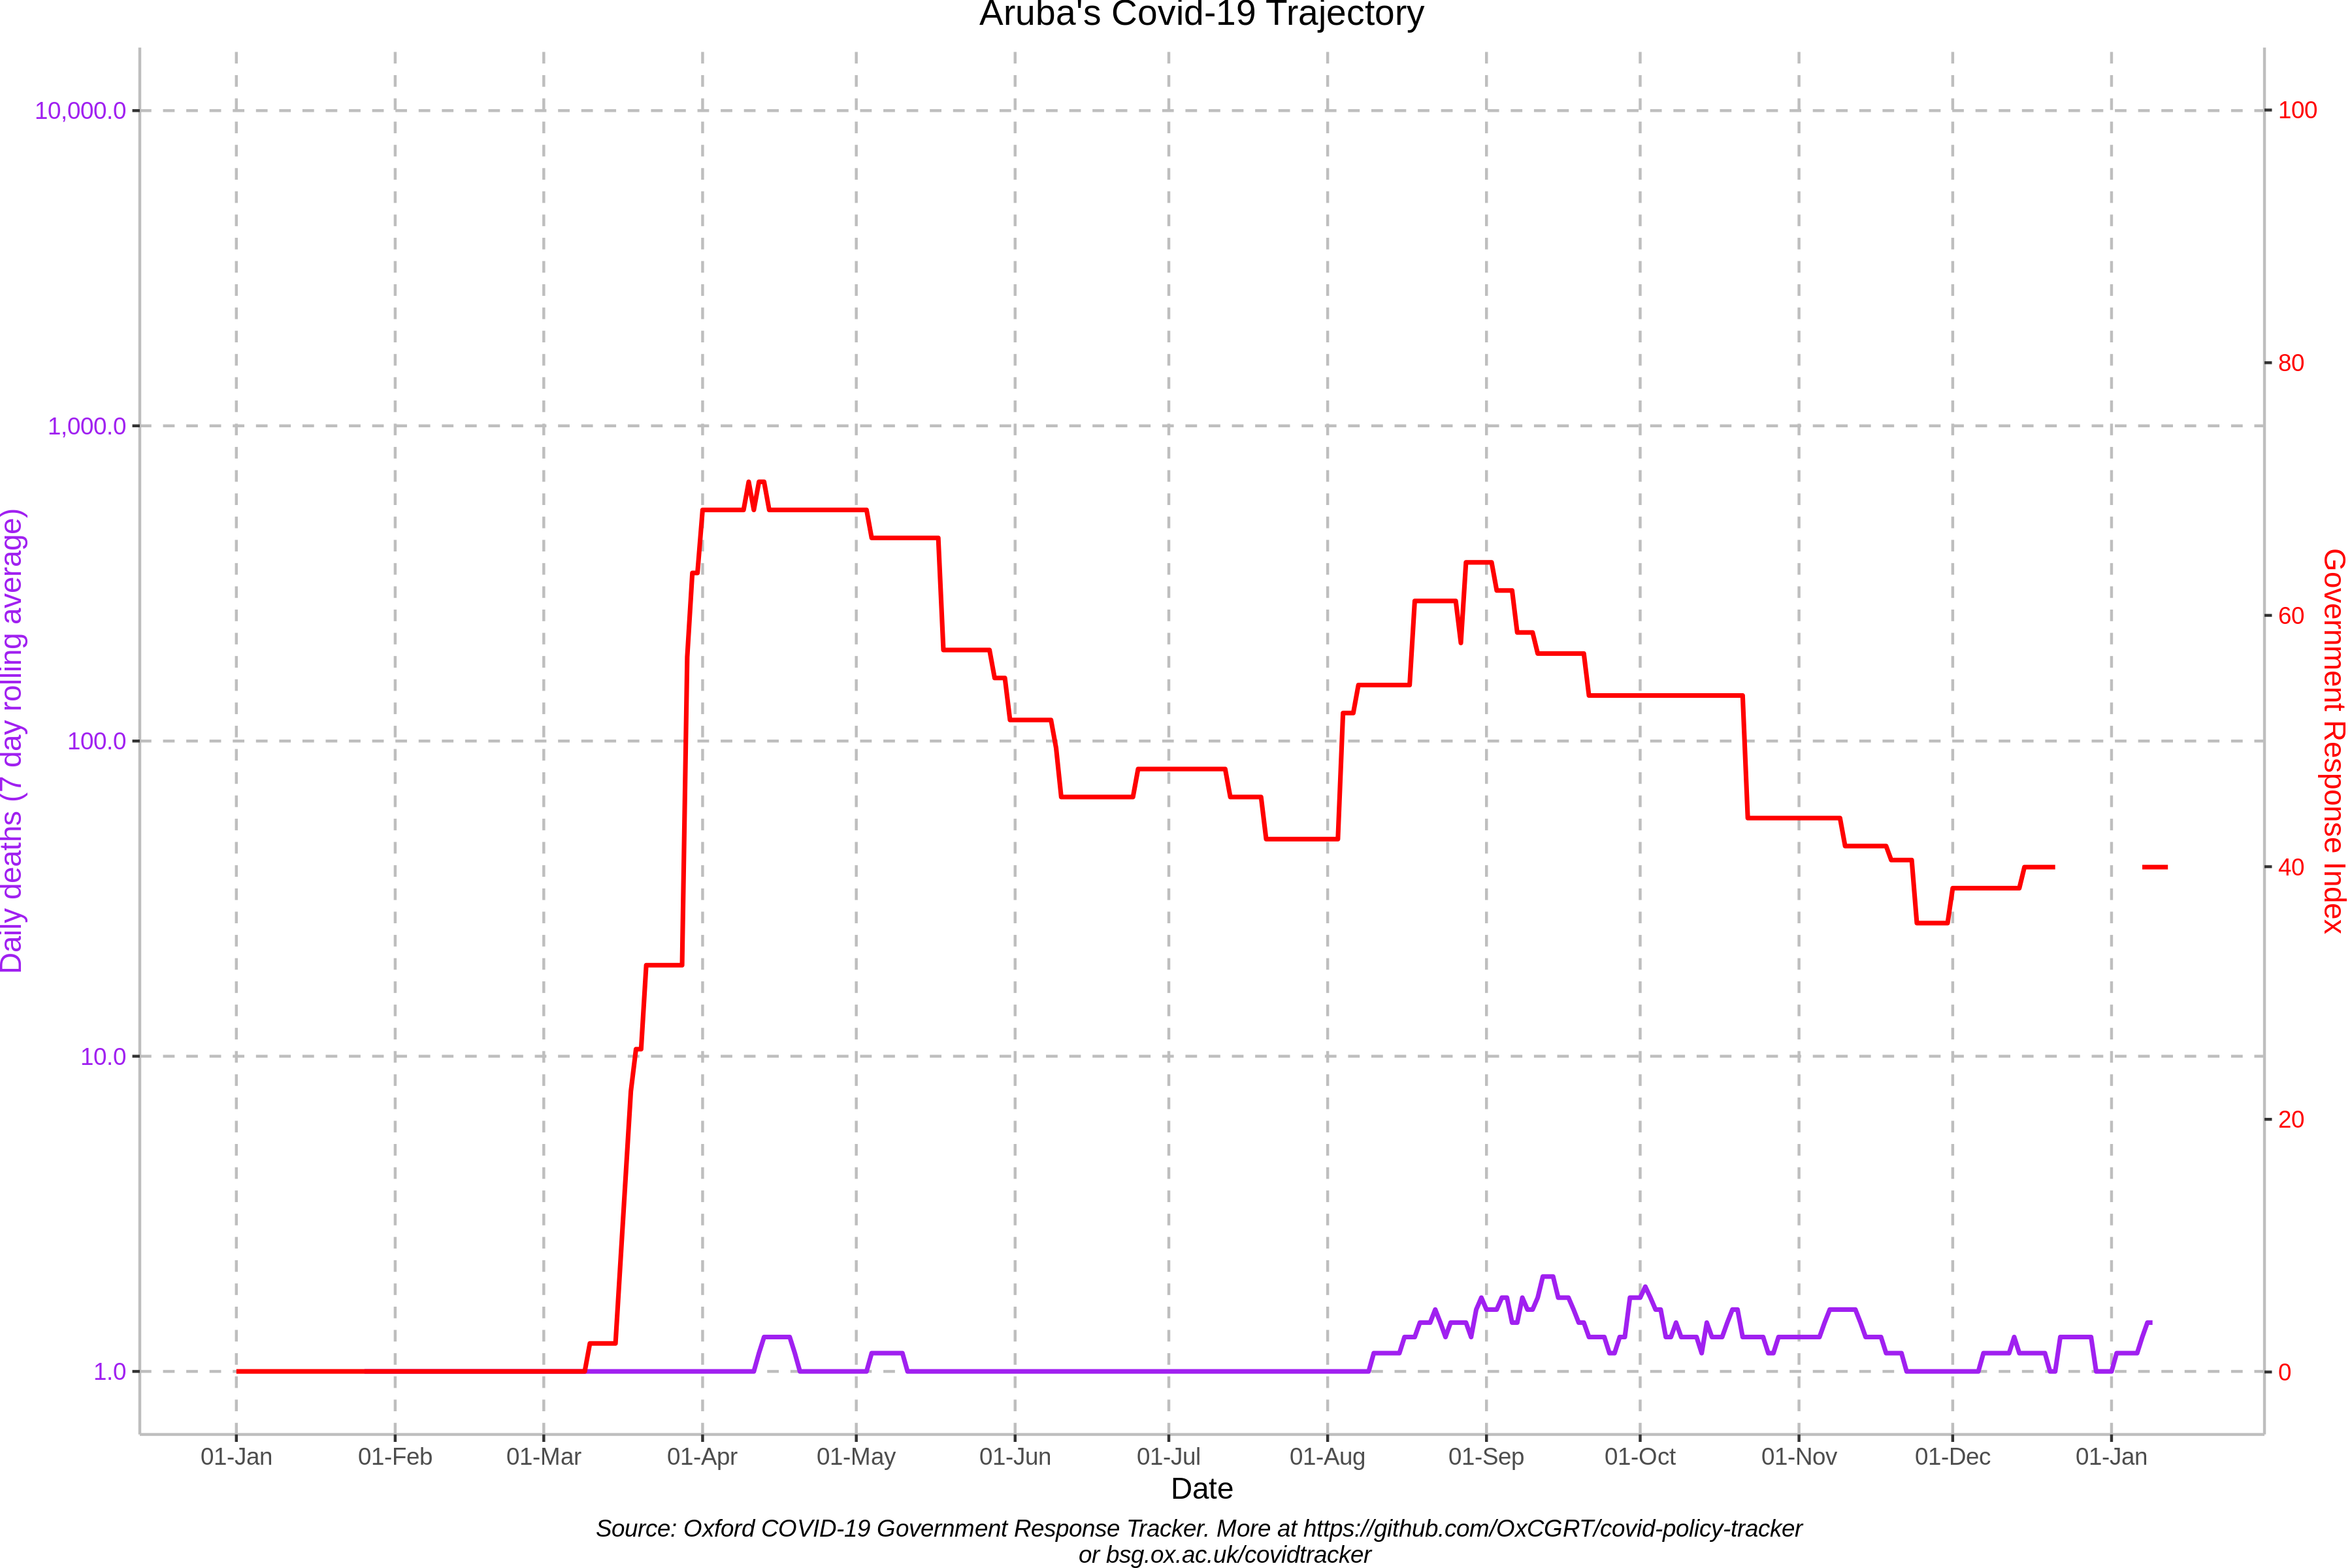 Aruba's Covid-19 Trajectory
10,000.0
1,000.0
100.0
10.0
1.0
Daily deaths (7 day rolling average)
100
80
60
40
20
0
Government Response Index
01-Jan 01-Feb 01-Mar 01-Apr 01-May 01-Jun 01-Jul 01-Aug 01-Sep 01-Oct 01-Nov 01-Dec 01-Jan
Date
Source: Oxford COVID-19 Government Response Tracker. More at https://github.com/OxCGRT/covid-policy-tracker
or bsg.ox.ac.uk/covidtracker